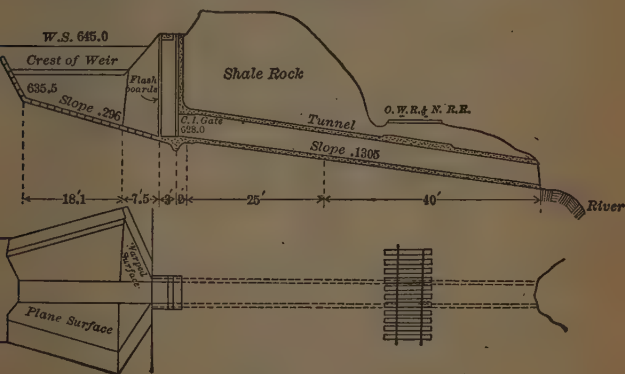 W.S. 645.0
Crest of Weir
635.5
Slope .296
Flash
boards
Shale Rock
C.I. Gate
628.0
Tunnel
O.W.R.& N. R.R.
Slope .1305
18'.1
7'.5
3'
25'
40'
River
Warped
Surface
Plane Surface